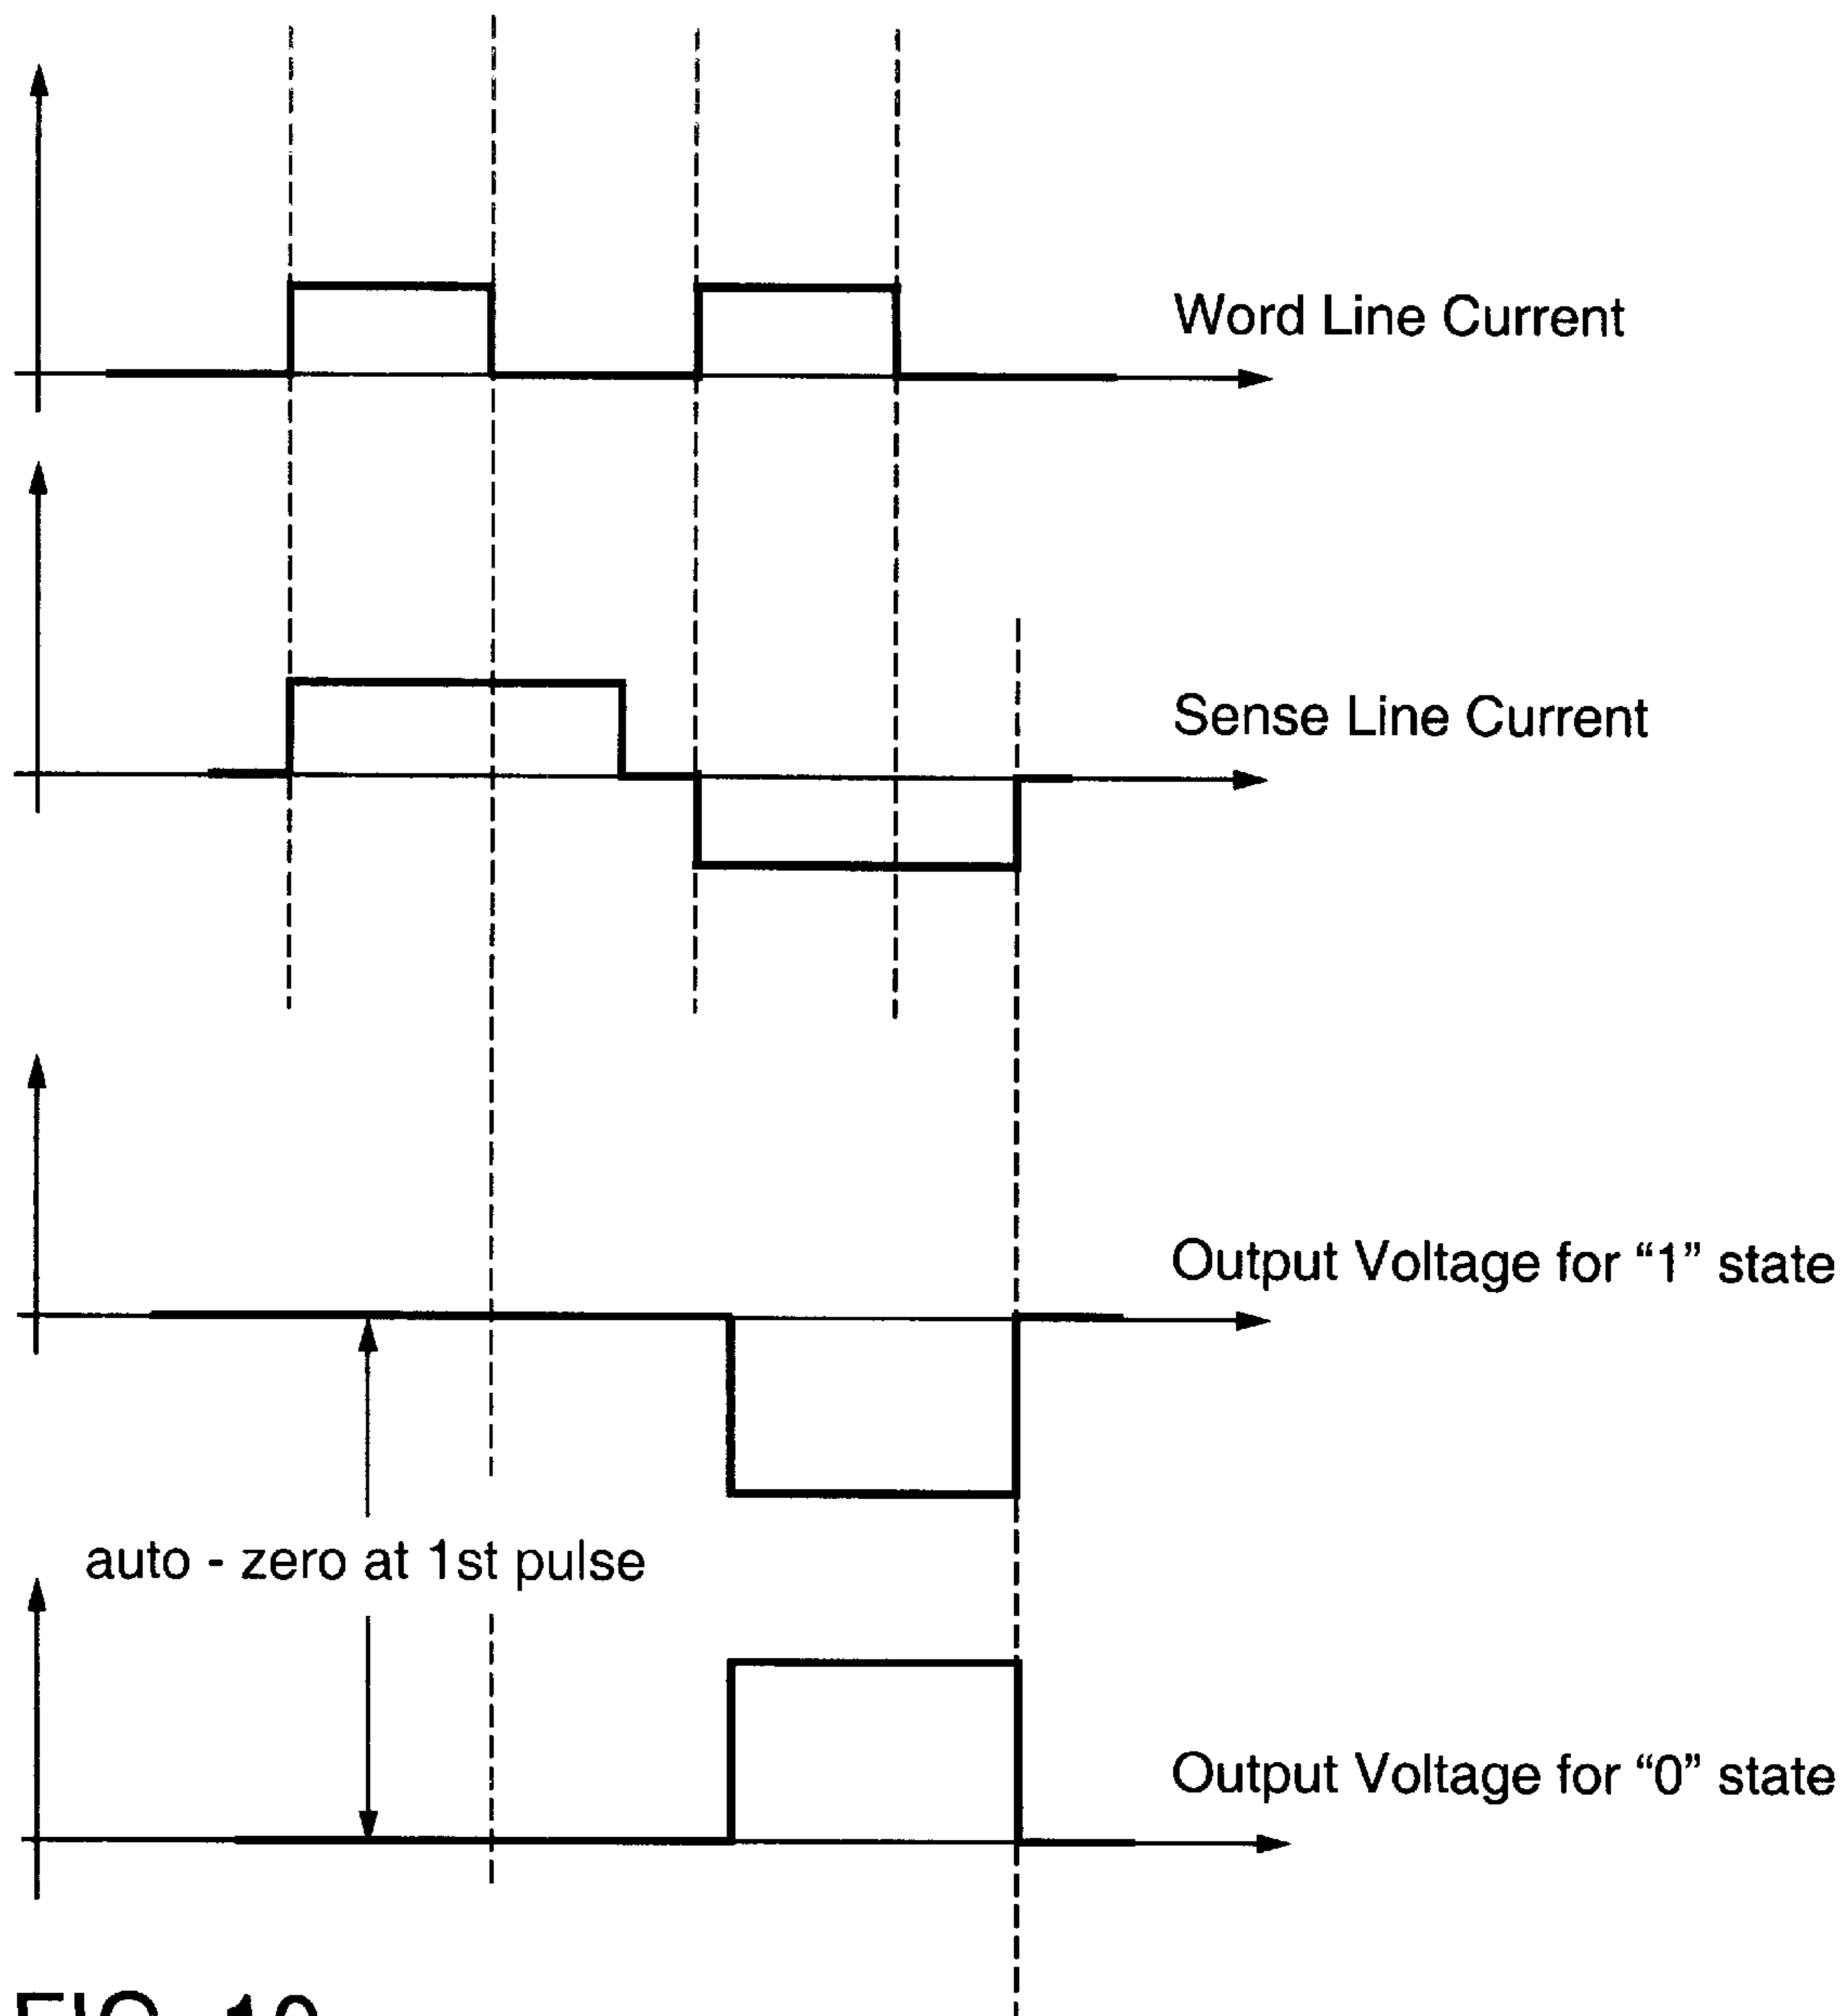 Word Line Current
Sense Line Current
Output Voltage for “1” state
auto - zero at 1st pulse
Output Voltage for “0” state